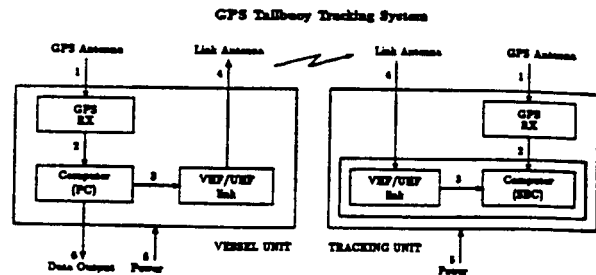 GPS Tailbuoy Tracking System
GPS Antenna
Link Antenna
Link Antenna
GPS Antenna
1
4
4
1
GPS
RX
GPS
RX
2
2
Computer
(PC)
3
VHF/UHF
link
VHF/UHF
link
3
Computer
(SBC)
6
5
VESSEL UNIT
TRACKING UNIT
5
Data Output
Power
Power